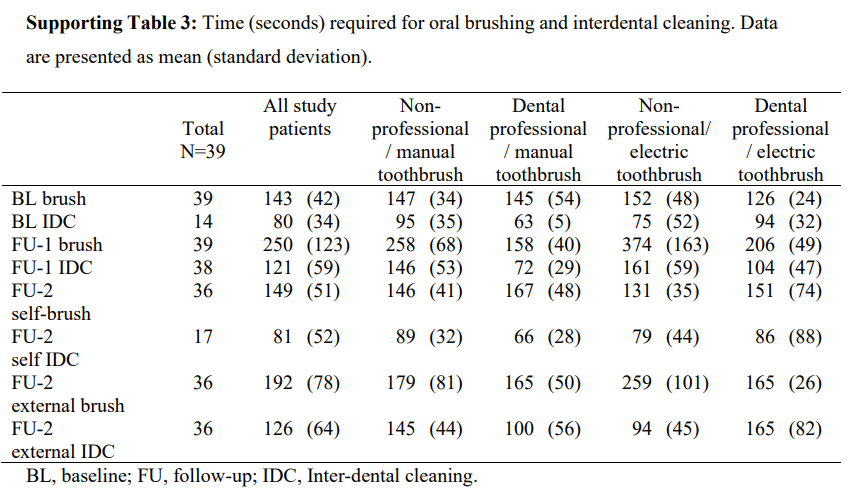 Supporting Table 3: Time (seconds) required for oral brushing and interdental cleaning. Data
are presented as mean (standard deviation).
Total N=39 All study patients Non-professional / manual toothbrush Dental professional / manual toothbrush Non-professional/ electric toothbrush Dental professional / electric toothbrush
BL brush 39 143 (42) 147 (34) 145 (54) 152 (48) 126 (24)
BL IDC 14 80 (34) 95 (35) 63 (5) 75 (52) 94 (32)
FU-1 brush 39 250 (123) 258 (68) 158 (40) 374 (163) 206 (49)
FU-1 IDC 38 121 (59) 146 (53) 72 (29) 161 (59) 104 (47)
FU-2 36 149 (51) 146 (41) 167 (48) 131 (35) 151 (74)
self-brush
FU-2 17 81 (52) 89 (32) 66 (28) 79 (44) 86 (88)
self IDC
FU-2 36 192 (78) 179 (81) 165 (50) 259 (101) 165 (26)
external brush
FU-2 36 126 (64) 145 (44) 100 (56) 94 (45) 165 (82)
external IDC
BL, baseline; FU, follow-up; IDC, Inter-dental cleaning.